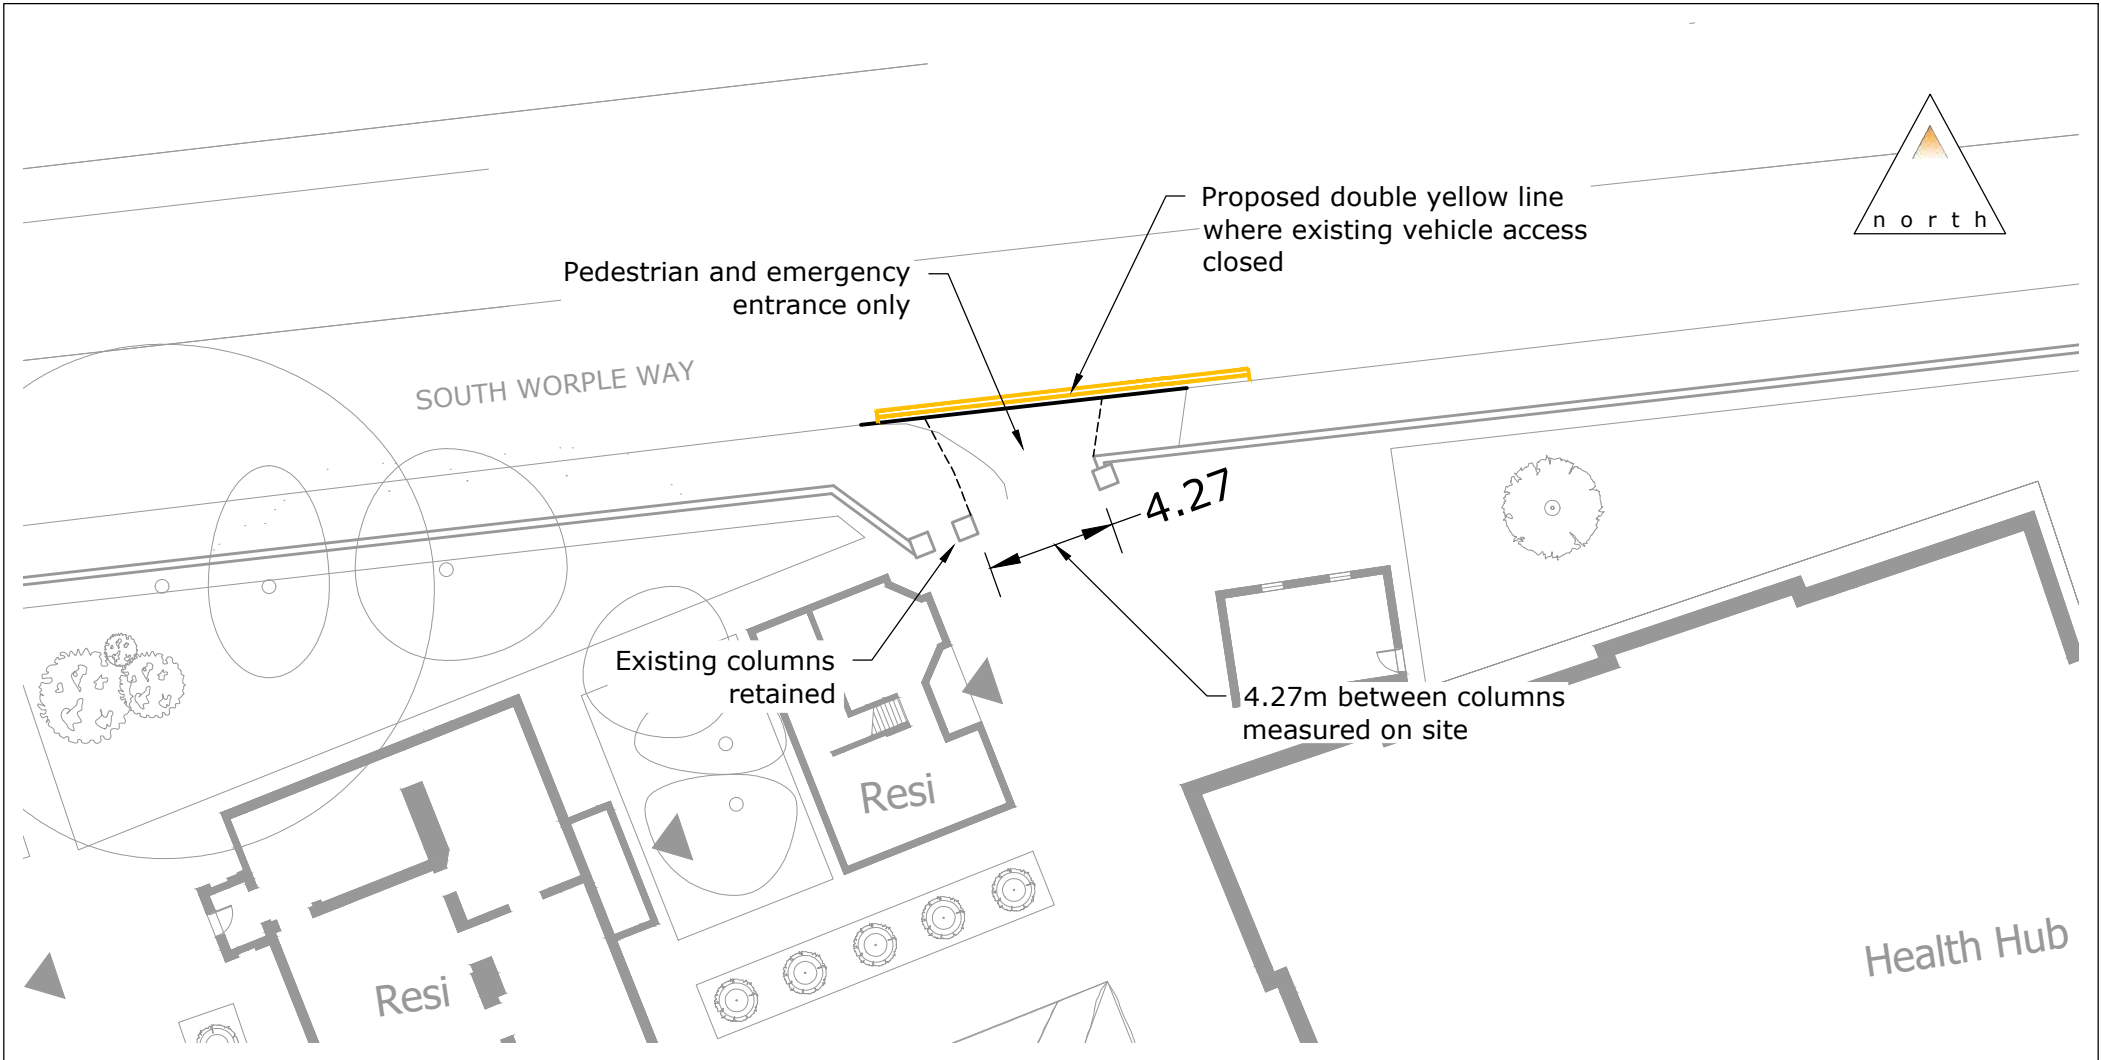 Proposed double yellow line
where existing vehicle access
closed
north
Pedestrian and emergency
entrance only
SOUTH WORPLE WAY
4.27
Existing columns
retained
4.27m between columns
measured on site
Resi
Resi
Health Hub